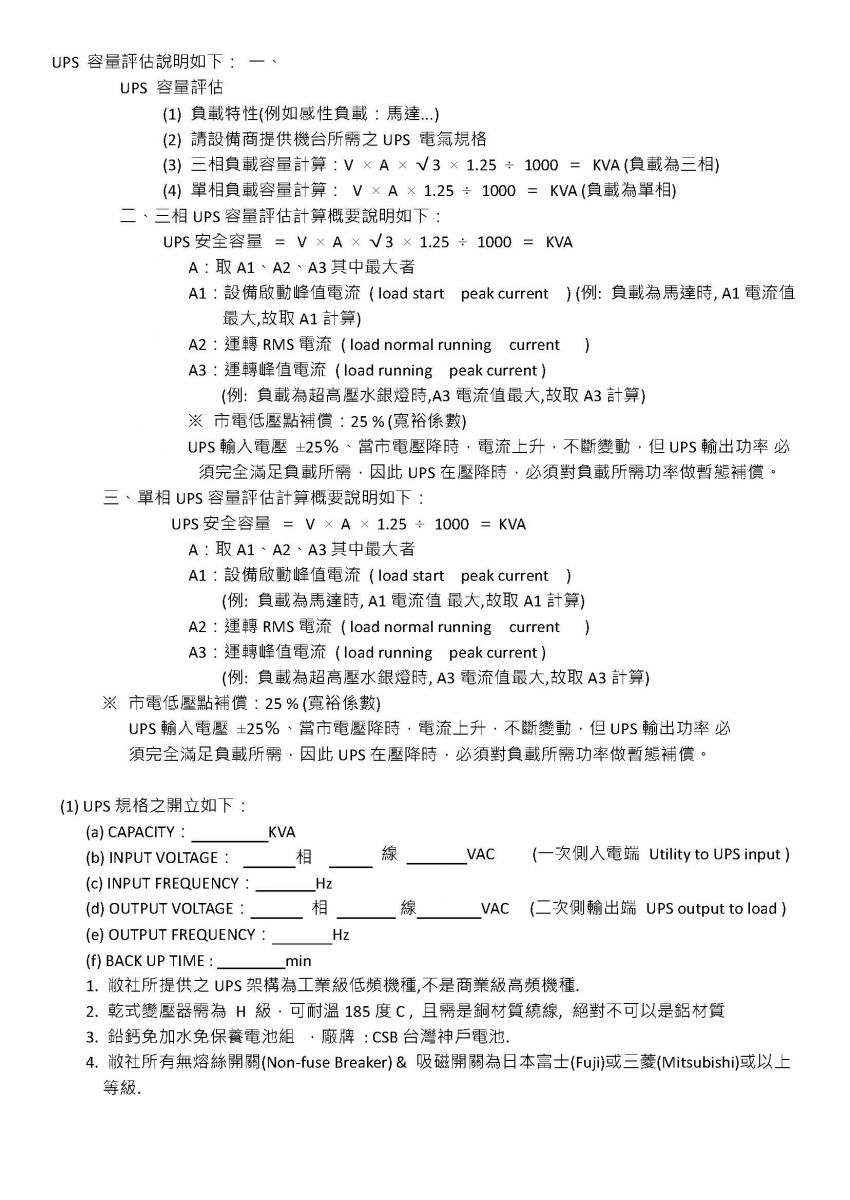 UPS 容量評估說明如下： 一、
UPS 容量評估
(1) 負載特性(例如感性負載：馬達...)
(2) 請設備商提供機台所需之 UPS 電氣規格
(3) 三相負載容量計算：V × A × √3 × 1.25 ÷ 1000 = KVA (負載為三相)
(4) 單相負載容量計算： V × A × 1.25 ÷ 1000 = KVA (負載為單相)
二、三相 UPS 容量評估計算概要說明如下：
UPS 安全容量 = V × A × √3 × 1.25 ÷ 1000 = KVA
A：取 A1、A2、A3 其中最大者
A1：設備啟動峰值電流 ( load start peak current ) (例: 負載為馬達時, A1 電流值
最大,故取 A1 計算)
A2：運轉 RMS 電流 ( load normal running current )
A3：運轉峰值電流 ( load running peak current )
(例: 負載為超高壓水銀燈時,A3 電流值最大,故取 A3 計算)
※ 市電低壓點補償：25 % (寬裕係數)
UPS 輸入電壓 ±25%、當市電壓降時，電流上升，不斷變動，但 UPS 輸出功率 必
須完全滿足負載所需，因此 UPS 在壓降時，必須對負載所需功率做暫態補償。
三、單相 UPS 容量評估計算概要說明如下：
UPS 安全容量 = V × A × 1.25 ÷ 1000 = KVA
A：取 A1、A2、A3 其中最大者
A1：設備啟動峰值電流 ( load start peak current )
(例: 負載為馬達時, A1 電流值 最大,故取 A1 計算)
A2：運轉 RMS 電流 ( load normal running current )
A3：運轉峰值電流 ( load running peak current )
(例: 負載為超高壓水銀燈時, A3 電流值最大,故取 A3 計算)
※ 市電低壓點補償：25 % (寬裕係數)
UPS 輸入電壓 ±25%、當市電壓降時，電流上升，不斷變動，但 UPS 輸出功率 必
須完全滿足負載所需，因此 UPS 在壓降時，必須對負載所需功率做暫態補償。
(1) UPS 規格之開立如下：
(a) CAPACITY：_________KVA
(b) INPUT VOLTAGE： ______相 _____ 線 _______VAC (一次側入電端 Utility to UPS input )
(c) INPUT FREQUENCY：_______Hz
(d) OUTPUT VOLTAGE：______ 相 _______線_______VAC (二次側輸出端 UPS output to load )
(e) OUTPUT FREQUENCY：_______Hz
(f) BACK UP TIME : ________min
1. 敝社所提供之 UPS 架構為工業級低頻機種,不是商業級高頻機種.
2. 乾式變壓器需為 H 級，可耐溫 185 度 C , 且需是銅材質繞線, 絕對不可以是鋁材質
3. 鉛鈣免加水免保養電池組 ，廠牌 : CSB 台灣神戶電池.
4. 敝社所有無熔絲開關(Non-fuse Breaker) & 吸磁開關為日本富士(Fuji)或三菱(Mitsubishi)或以上
等級.